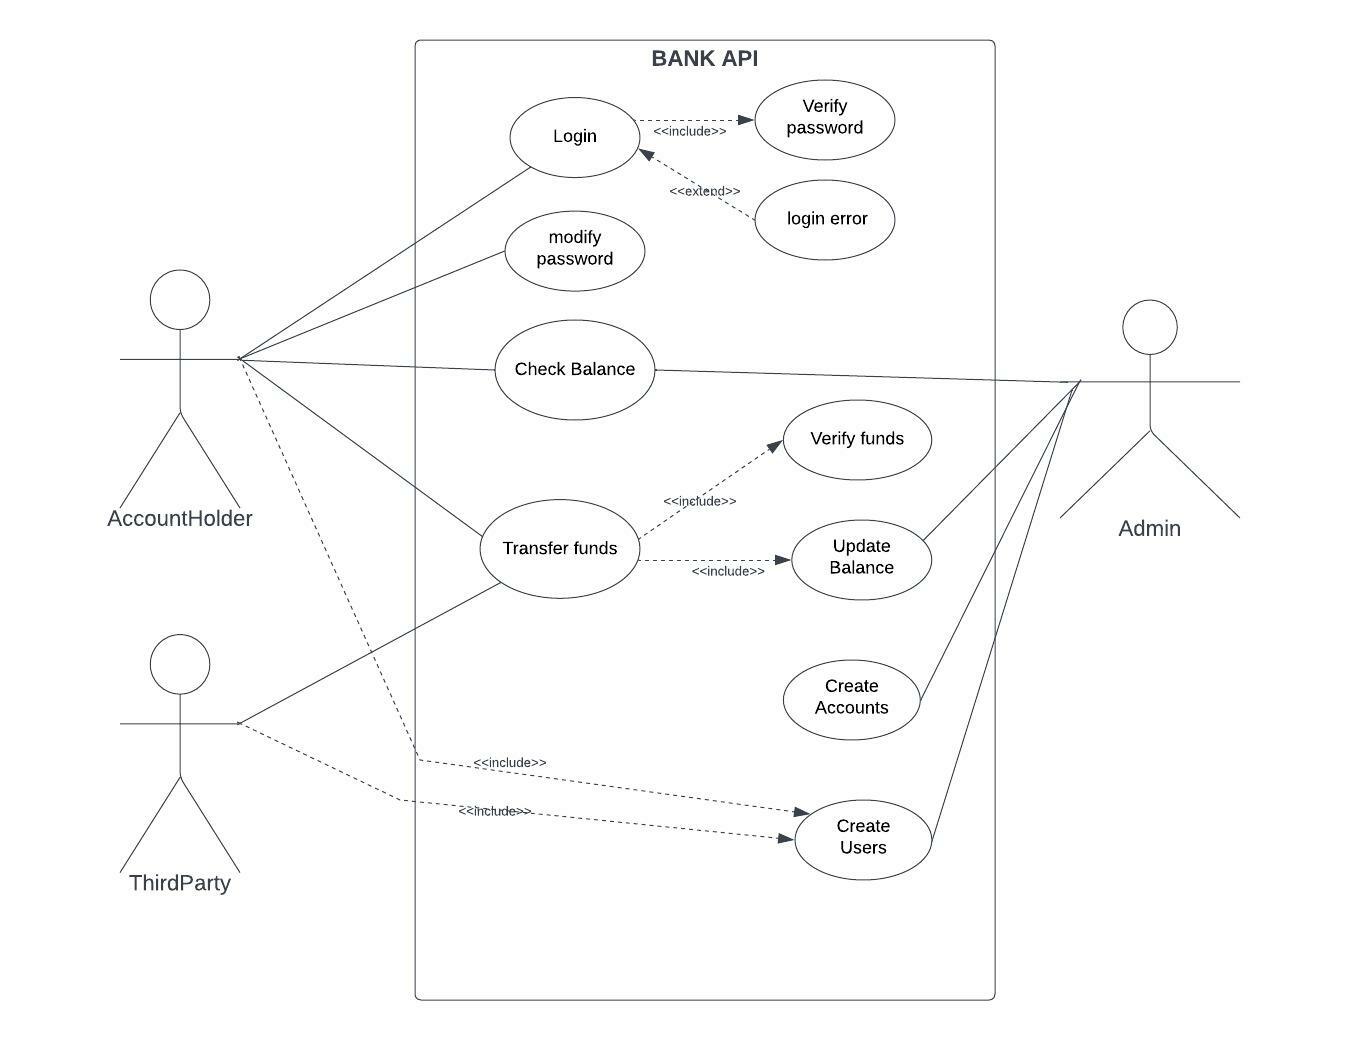 BANK API
Login
<<include>>
Verify
password
<<extend>>
login error
modify
password
Check Balance
Verify funds
<<include>>
Transfer funds
<<include>>
Update
Balance
AccountHolder
Admin
Create
Accounts
<<include>>
<<include>>
Create
Users
ThirdParty